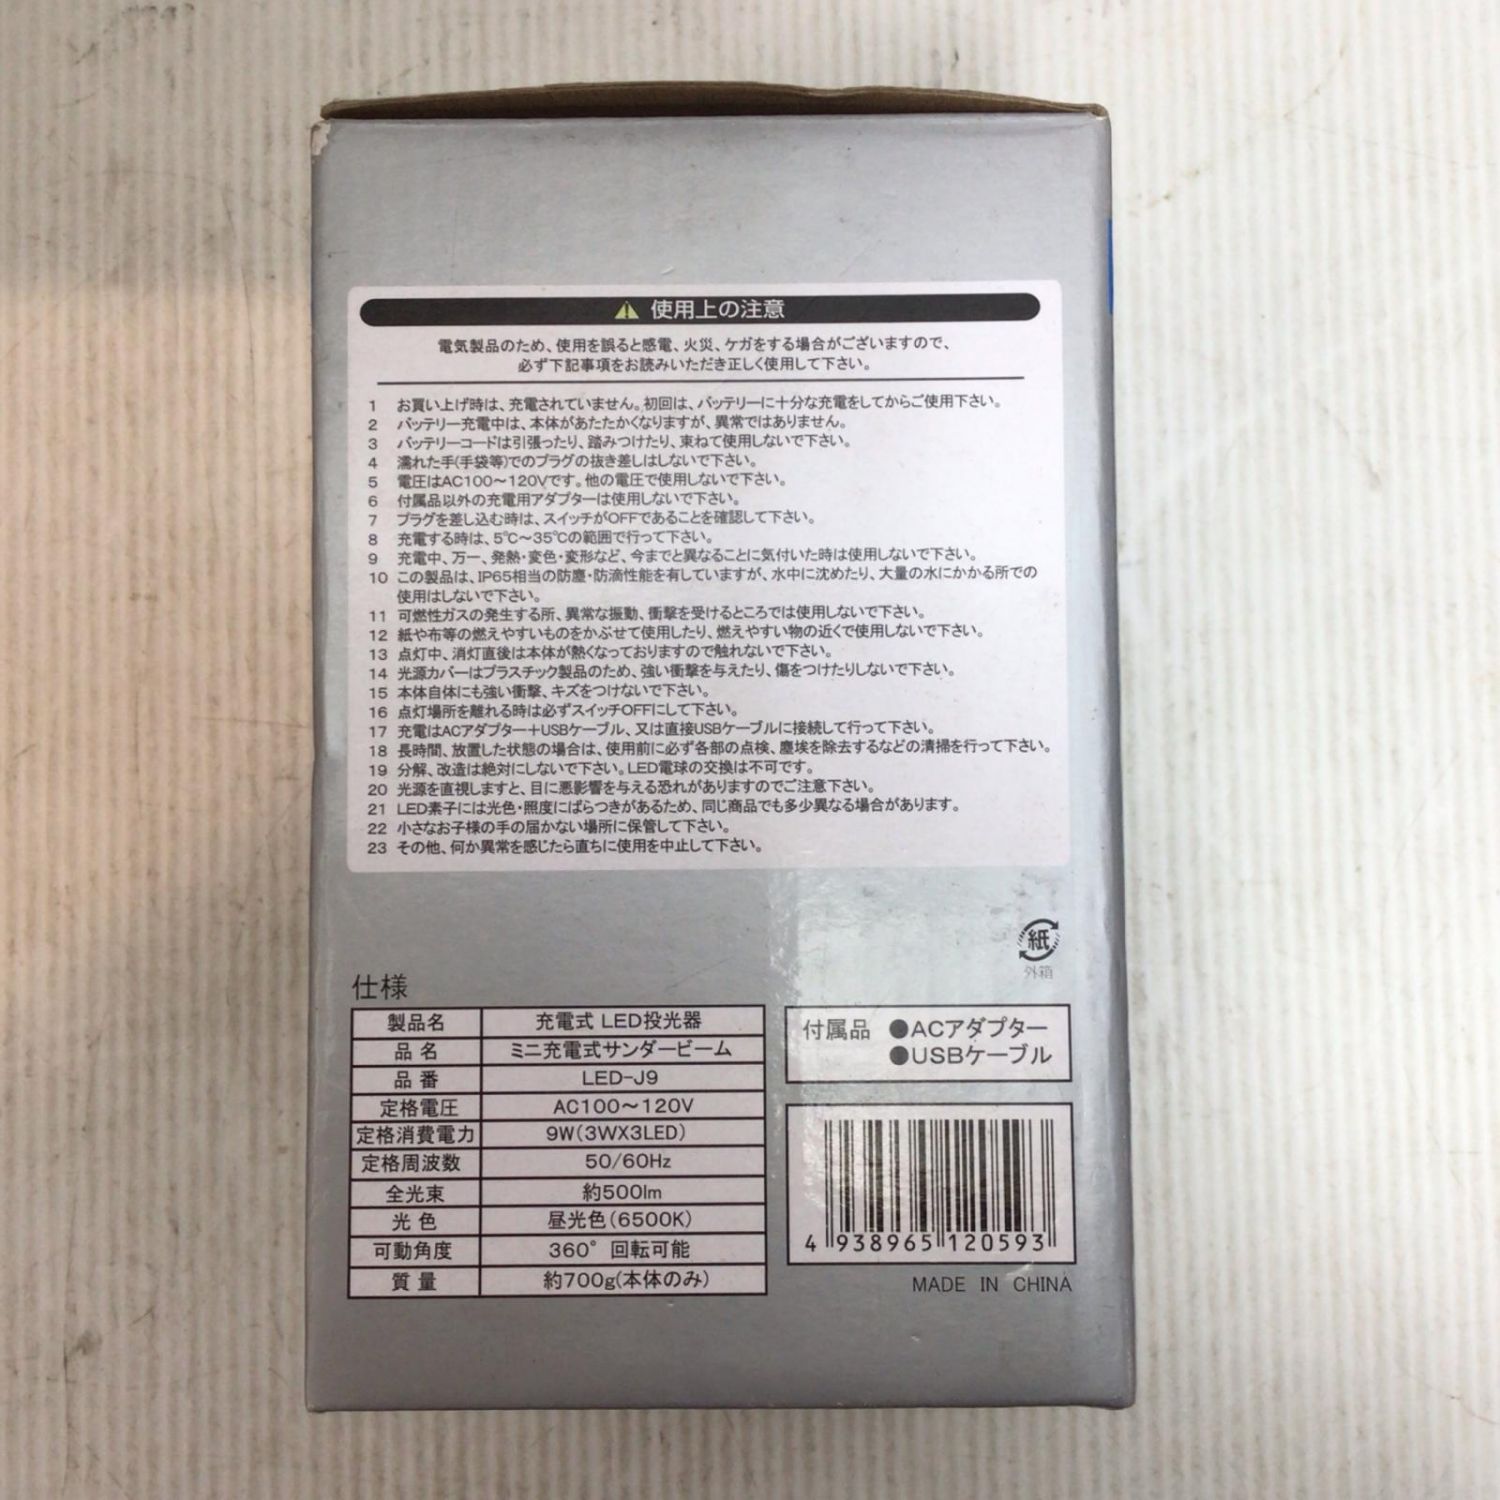 使用上の注意
電気製品のため、使用を誤ると感電、火災、ケガをする場合がございますので、
必ず下記事項をお読みいただき正しく使用して下さい。
1 お買い上げ時は、充電されていません。初回は、バッテリーに十分な充電をしてからご使用下さい。
2 バッテリー充電中は、本体があたたかくなりますが、異常ではありません。
3 バッテリーコードは引張ったり、踏みつけたり、束ねて使用しないで下さい。
4 濡れた手(手袋等)でのプラグの抜き差しはしないで下さい。
5 電圧はAC100～120Vです。他の電圧で使用しないで下さい。
6 付属品以外の充電用アダプターは使用しないで下さい。
7 プラグを差し込む時は、スイッチがOFFであることを確認して下さい。
8 充電する時は、5℃～35℃の範囲で行って下さい。
9 充電中、万一、発熱・変色・変形など、今までと異なることに気付いた時は使用しないで下さい。
10 この製品は、IP65相当の防塵・防滴性能を有していますが、水中に沈めたり、大量の水にかかる所での
使用はしないで下さい。
11 可燃性ガスの発生する所、異常な振動、衝撃を受けるところでは使用しないで下さい。
12 紙や布等の燃えやすいものをかぶせて使用したり、燃えやすい物の近くで使用しないで下さい。
13 点灯中、消灯直後は本体が熱くなっておりますので触れないで下さい。
14 光源カバーはプラスチック製品のため、強い衝撃を与えたり、傷をつけたりしないで下さい。
15 本体自体にも強い衝撃、キズをつけないで下さい。
16 点灯場所を離れる時は必ずスイッチOFFにして下さい。
17 充電はACアダプター+USBケーブル、又は直接USBケーブルに接続して行って下さい。
18 長時間、放置した状態の場合は、使用前に必ず各部の点検、塵埃を除去するなどの清掃を行って下さい。
19 分解、改造は絶対にしないで下さい。LED電球の交換は不可です。
20 光源を直視しますと、目に悪影響を与える恐れがありますのでご注意下さい。
21 LED素子には光色・照度にばらつきがあるため、同じ商品でも多少異なる場合があります。
22 小さなお子様の手の届かない場所に保管して下さい。
23 その他、何か異常を感じたら直ちに使用を中止して下さい。
紙
外箱
仕様
製品名 充電式 LED投光器
品名 ミニ充電式サンダービーム
品番 LED-J9
定格電圧 AC100～120V
定格消費電力 9W(3WX3LED)
定格周波数 50/60Hz
全光束 約500lm
光色 昼光色(6500K)
可動角度 360° 回転可能
質量 約700g(本体のみ)
付属品 ●ACアダプター
●USBケーブル
4 938965 120593
MADE IN CHINA